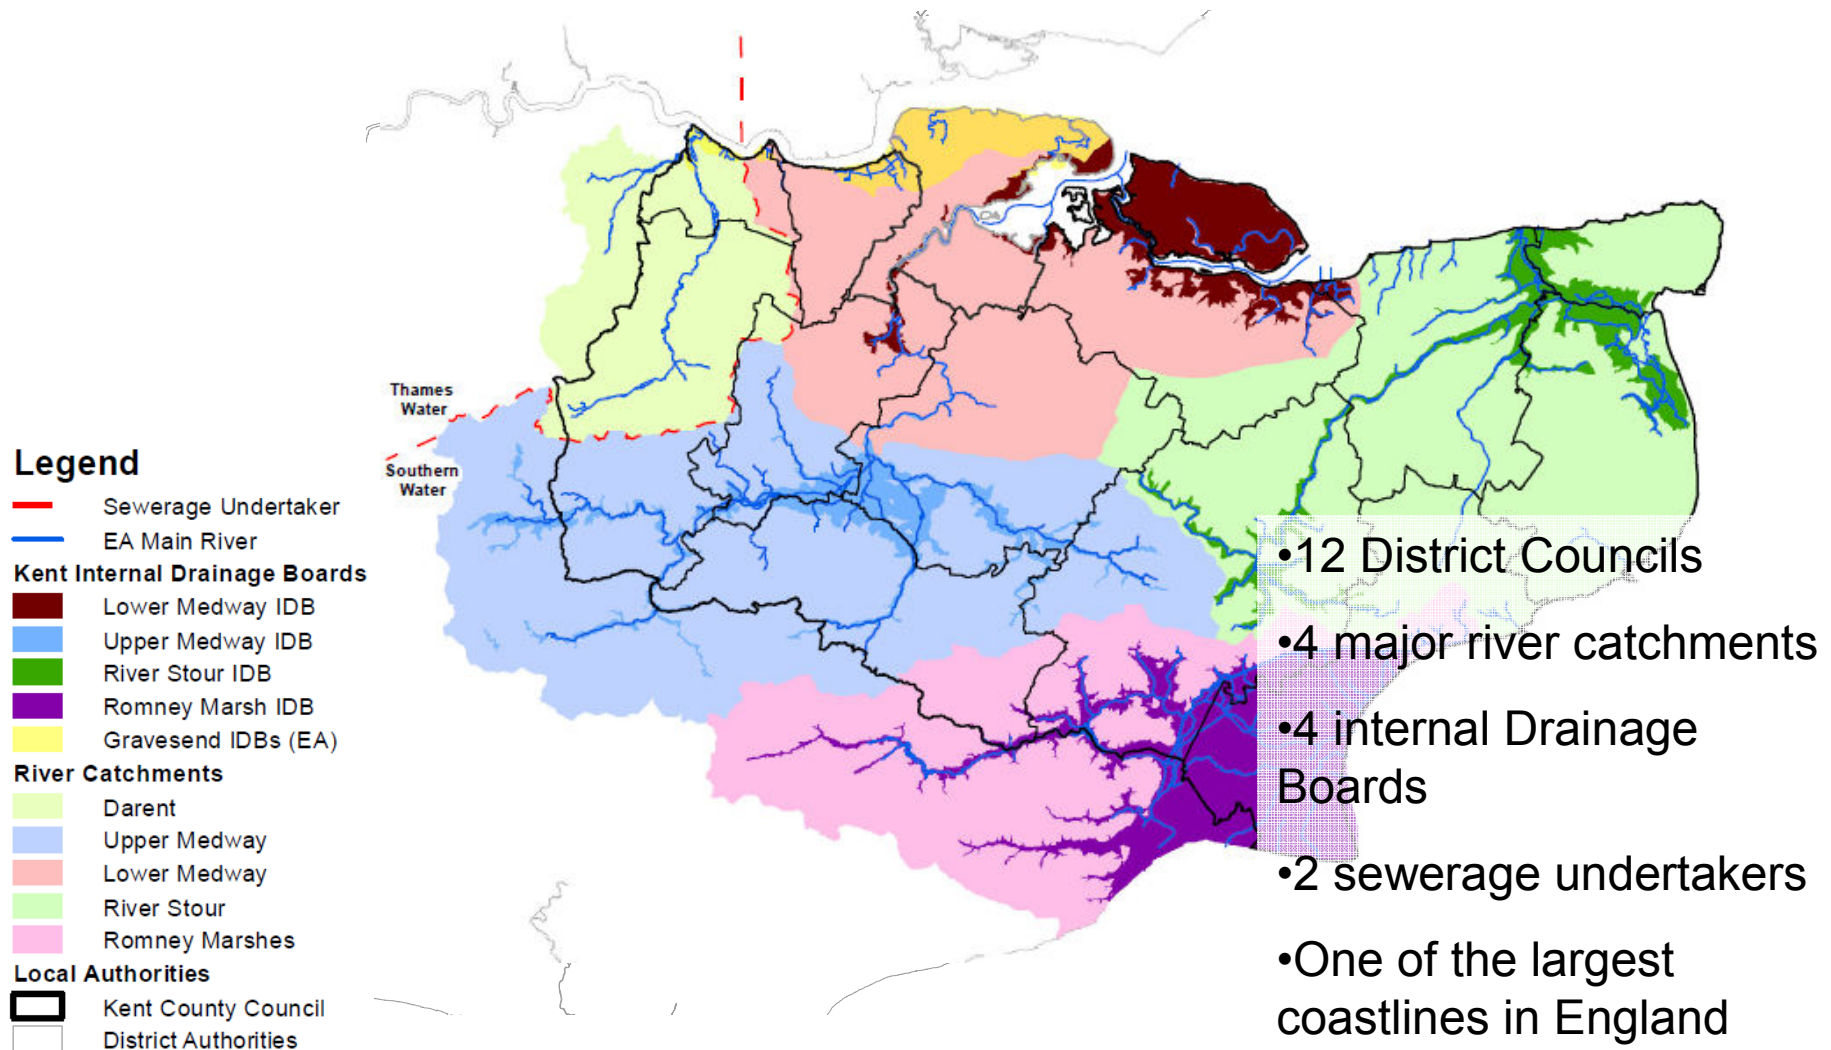 Thames
Water
Southern
Water
Legend
Sewerage Undertaker
EA Main River
Kent Internal Drainage Boards
Lower Medway IDB
Upper Medway IDB
River Stour IDB
Romney Marsh IDB
Gravesend IDBs (EA)
River Catchments
Darent
Upper Medway
Lower Medway
River Stour
Romney Marshes
Local Authorities
Kent County Council
District Authorities
•12 District Councils
•4 major river catchments
•4 internal Drainage
Boards
•2 sewerage undertakers
•One of the largest
coastlines in England